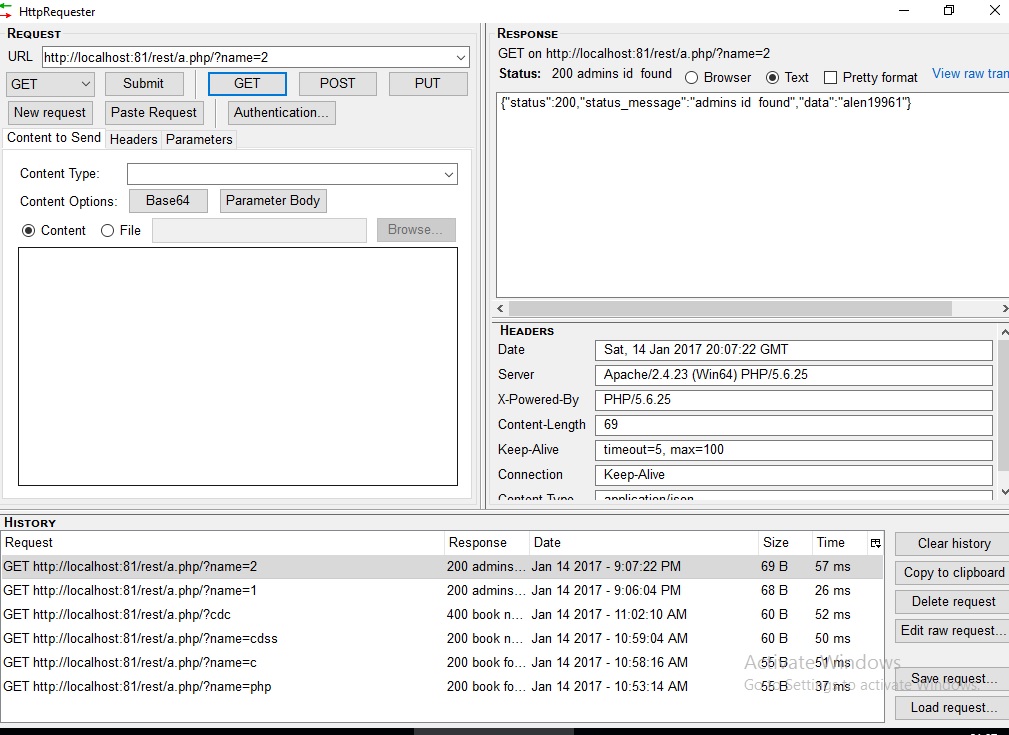 HttpRequester
REQUEST
URL http://localhost:81/rest/a.php/?name=2
GET Submit GET POST PUT
New request Paste Request Authentication...
Content to Send Headers Parameters
Content Type:
Content Options: Base64 Parameter Body
Content File Browse...
RESPONSE
GET on http://localhost:81/rest/a.php/?name=2
Status: 200 admins id found Browser Text Pretty format View raw tran
{"status":200,"status_message":"admins id found","data":"alen19961"}
HEADERS
Date Sat, 14 Jan 2017 20:07:22 GMT
Server Apache/2.4.23 (Win64) PHP/5.6.25
X-Powered-By PHP/5.6.25
Content-Length 69
Keep-Alive timeout=5, max=100
Connection Keep-Alive
Content Type application/json
HISTORY
Request Response Date Size Time
GET http://localhost:81/rest/a.php/?name=2 200 admins... Jan 14 2017 - 9:07:22 PM 69 B 57 ms
GET http://localhost:81/rest/a.php/?name=1 200 admins... Jan 14 2017 - 9:06:04 PM 68 B 26 ms
GET http://localhost:81/rest/a.php/?cdc 400 book n... Jan 14 2017 - 11:02:10 AM 60 B 52 ms
GET http://localhost:81/rest/a.php/?name=cdss 200 book n... Jan 14 2017 - 10:59:04 AM 60 B 50 ms
GET http://localhost:81/rest/a.php/?name=c 200 book fo... Jan 14 2017 - 10:58:16 AM 55 B 51 ms
GET http://localhost:81/rest/a.php/?name=php 200 book fo... Jan 14 2017 - 10:53:14 AM 55 B 37 ms
Clear history
Copy to clipboard
Delete request
Edit raw request...
Save request...
Load request...
Activate Windows
Go to Settings to activate Windows.